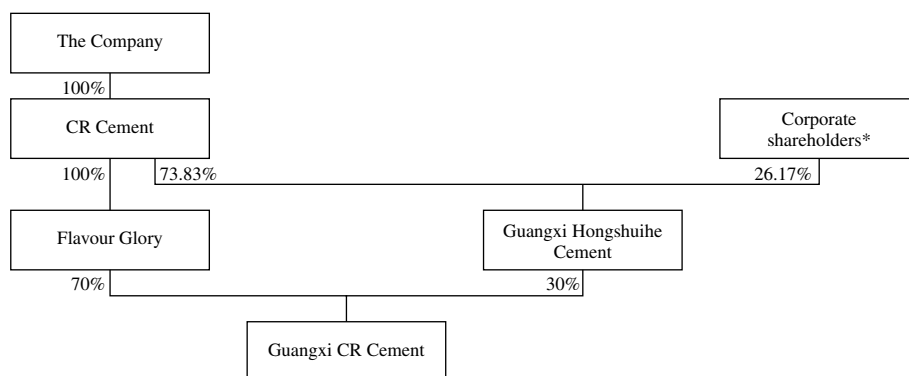 The Company
100%
CR Cement
Corporate
shareholders*
100%
73.83%
26.17%
Flavour Glory
Guangxi Hongshuihe
Cement
70%
30%
Guangxi CR Cement